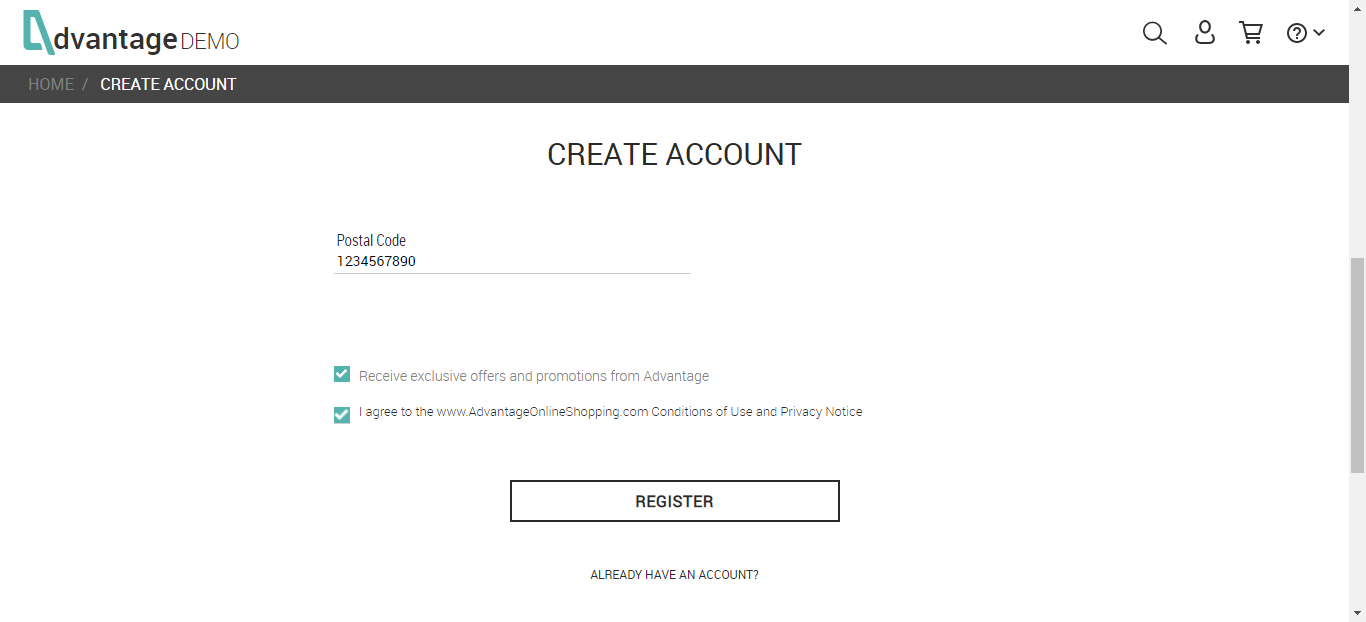 dvantage DEMO
HOME / CREATE ACCOUNT
CREATE ACCOUNT
Postal Code
1234567890
Receive exclusive offers and promotions from Advantage
I agree to the www.AdvantageOnlineShopping.com Conditions of Use and Privacy Notice
REGISTER
ALREADY HAVE AN ACCOUNT?